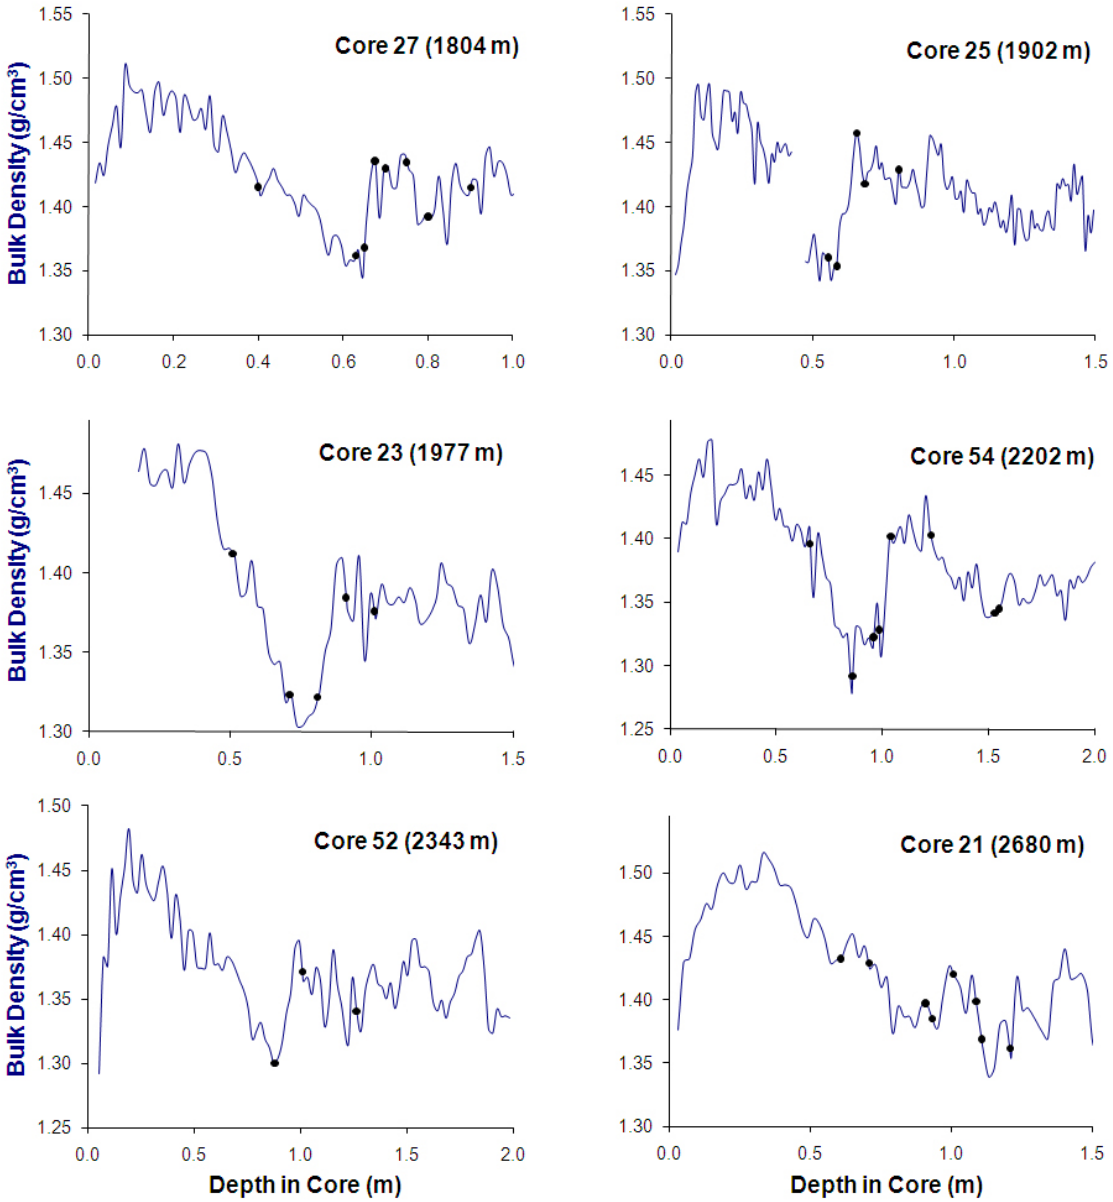 1.55
1.50
1.45
1.40
1.35
1.30
Bulk Density (g/cm³)
Core 27 (1804 m)
0.0 0.2 0.4 0.6 0.8 1.0
1.55
1.50
1.45
1.40
1.35
1.30
Core 25 (1902 m)
0.0 0.5 1.0 1.5
1.45
1.40
1.35
1.30
Bulk Density (g/cm³)
Core 23 (1977 m)
0.0 0.5 1.0 1.5
1.45
1.40
1.35
1.30
1.25
Core 54 (2202 m)
0.0 0.5 1.0 1.5 2.0
1.50
1.45
1.40
1.35
1.30
1.25
Bulk Density (g/cm³)
Core 52 (2343 m)
0.0 0.5 1.0 1.5 2.0
Depth in Core (m)
1.50
1.45
1.40
1.35
1.30
Core 21 (2680 m)
0.0 0.5 1.0 1.5
Depth in Core (m)